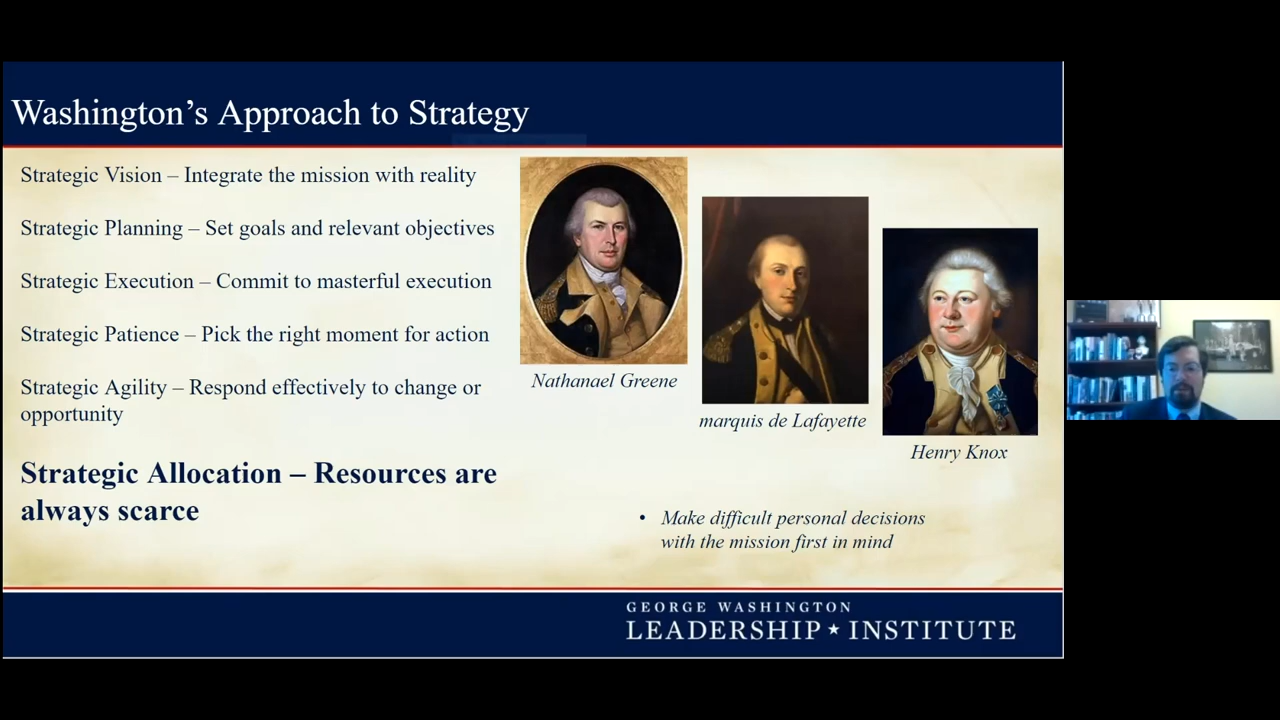 Washington’s Approach to Strategy
Strategic Vision – Integrate the mission with reality
Strategic Planning – Set goals and relevant objectives
Strategic Execution – Commit to masterful execution
Strategic Patience – Pick the right moment for action
Strategic Agility – Respond effectively to change or
opportunity
Strategic Allocation – Resources are
always scarce
Nathanael Greene
marquis de Lafayette
Henry Knox
• Make difficult personal decisions
with the mission first in mind
GEORGE WASHINGTON
LEADERSHIP ★ INSTITUTE